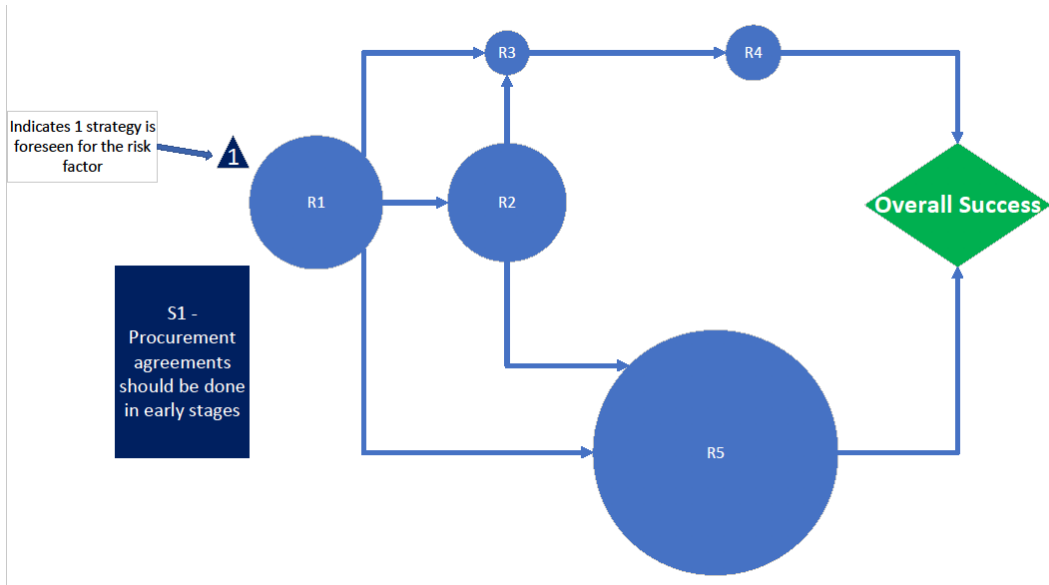 R3
R4
Indicates 1 strategy is
foreseen for the risk
factor
1
R1
R2
Overall Success
S1 -
Procurement
agreements
should be done
in early stages
R5